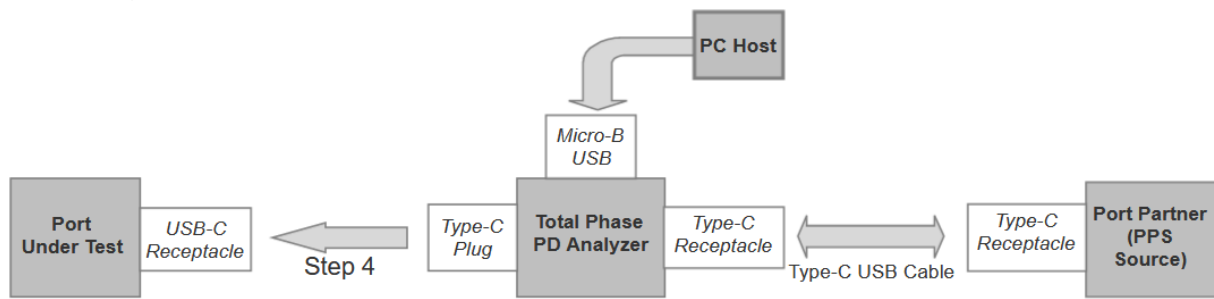 PC Host
Micro-B
USB
Port
Under Test
USB-C
Receptacle
Step 4
Type-C
Plug
Total Phase
PD Analyzer
Type-C
Receptacle
Type-C USB Cable
Type-C
Receptacle
Port Partner
(PPS
Source)